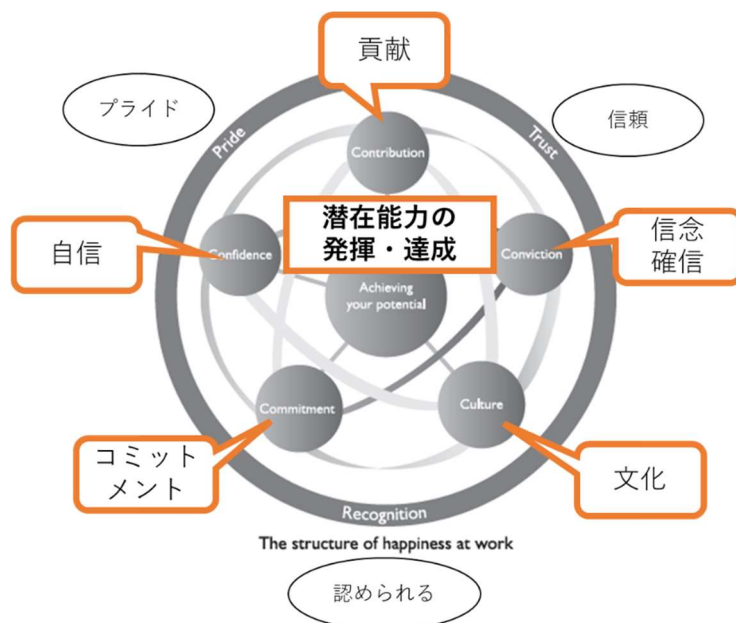 貢献
プライド
信頼
Pride
Trust
Contribution
潜在能力の
発揮・達成
自信
Confidence
Conviction
信念
確信
Achieving
your potential
Commitment
Culture
コミット
メント
文化
Recognition
The structure of happiness at work
認められる